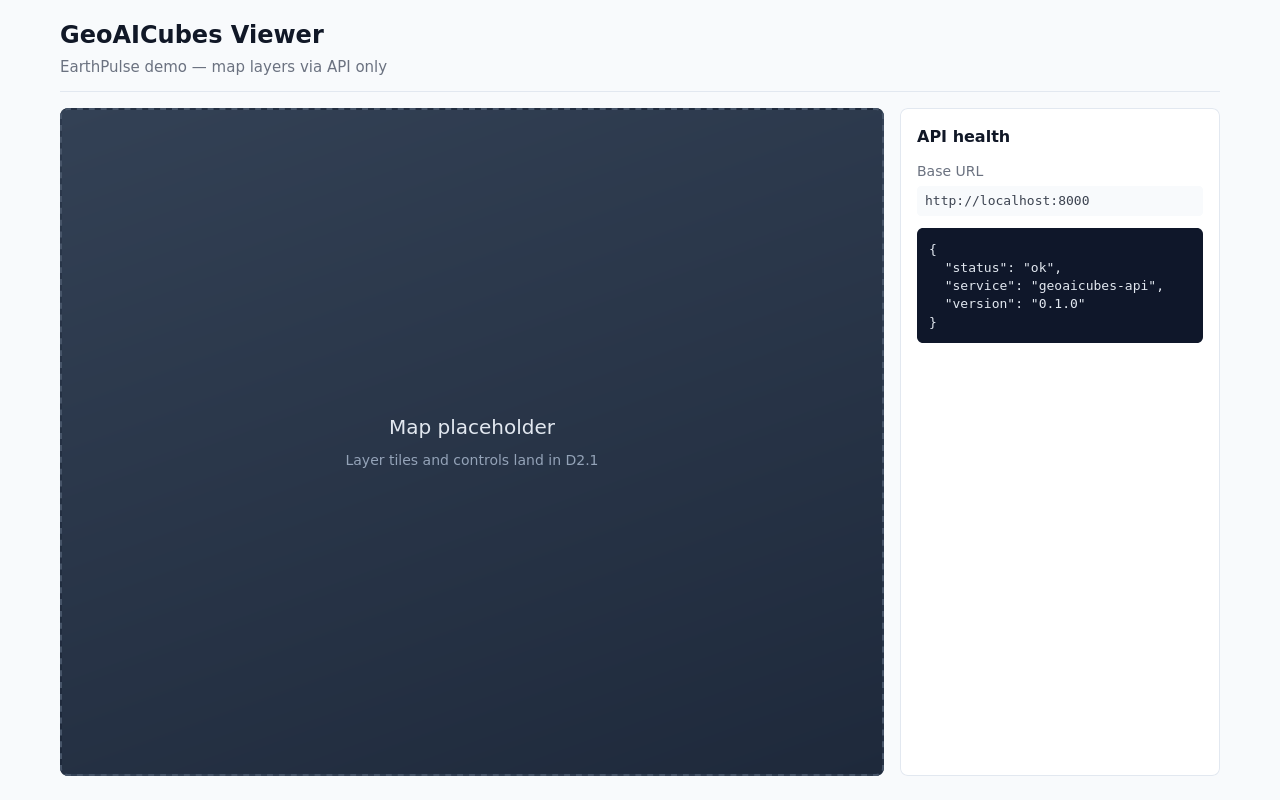 GeoAICubes Viewer
EarthPulse demo — map layers via API only
Map placeholder
Layer tiles and controls land in D2.1
API health
Base URL
http://localhost:8000
{
  "status": "ok",
  "service": "geoaicubes-api",
  "version": "0.1.0"
}